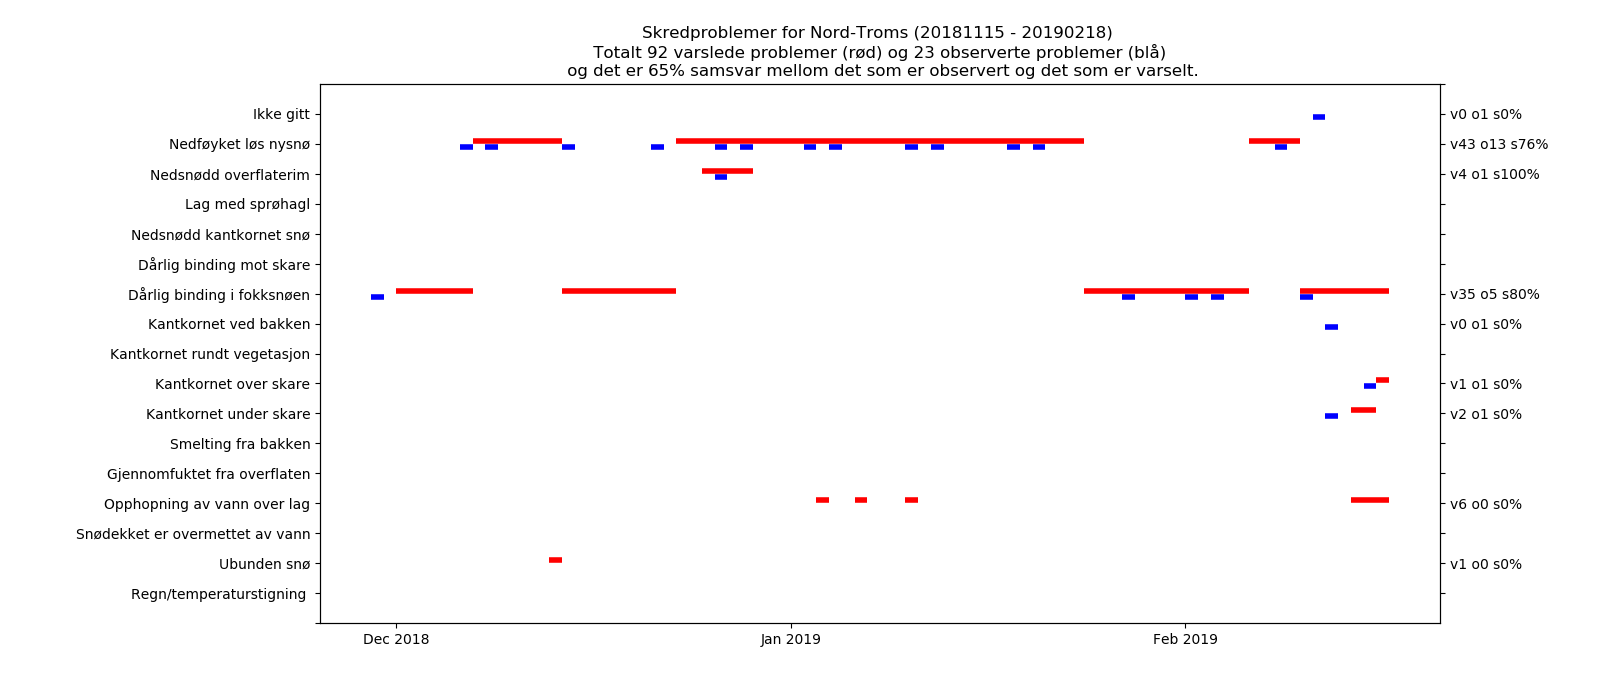 Skredproblemer for Nord-Troms (20181115 - 20190218)
Totalt 92 varslede problemer (rød) og 23 observerte problemer (blå)
og det er 65% samsvar mellom det som er observert og det som er varselt.
Ikke gitt
v0 o1 s0%
Nedføyket løs nysnø
v43 o13 s76%
Nedsnødd overflaterim
v4 o1 s100%
Lag med sprøhagl
Nedsnødd kantkornet snø
Dårlig binding mot skare
Dårlig binding i fokksnøen
v35 o5 s80%
Kantkornet ved bakken
v0 o1 s0%
Kantkornet rundt vegetasjon
Kantkornet over skare
v1 o1 s0%
Kantkornet under skare
v2 o1 s0%
Smelting fra bakken
Gjennomfuktet fra overflaten
Opphopning av vann over lag
v6 o0 s0%
Snødekket er overmettet av vann
Ubunden snø
v1 o0 s0%
Regn/temperaturstigning
Dec 2018
Jan 2019
Feb 2019